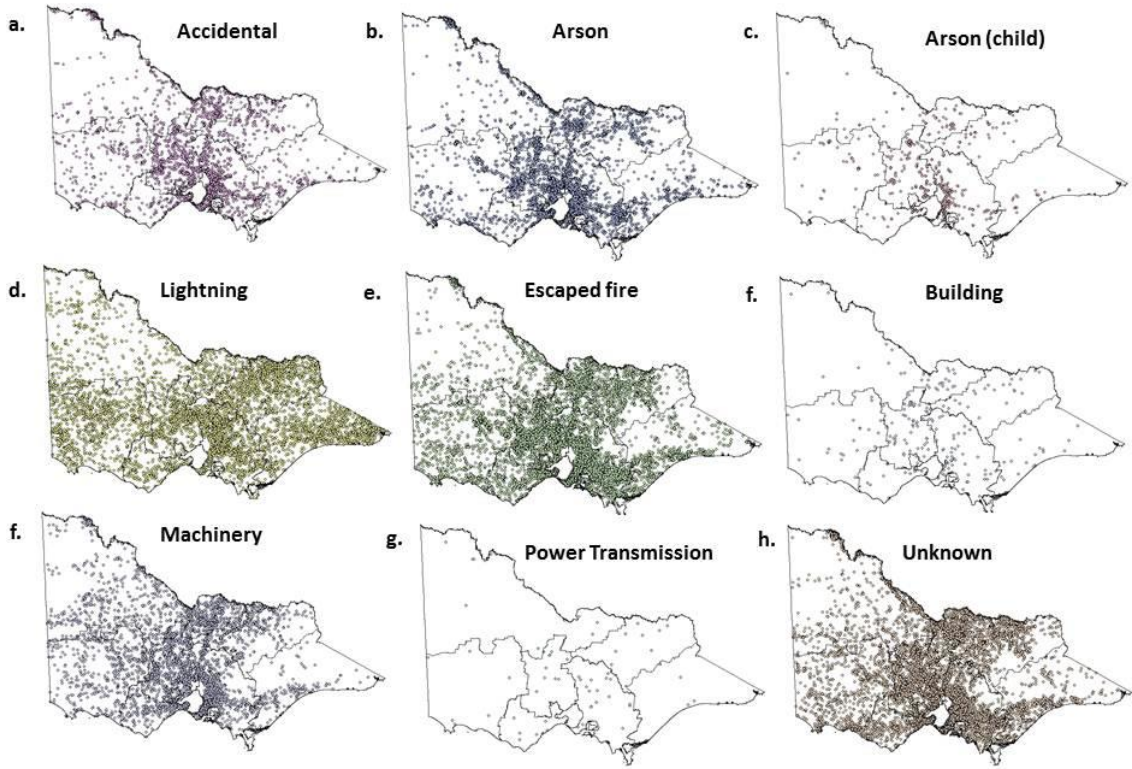 a. Accidental
b. Arson
c. Arson (child)
d. Lightning
e. Escaped fire
f. Building
f. Machinery
g. Power Transmission
h. Unknown